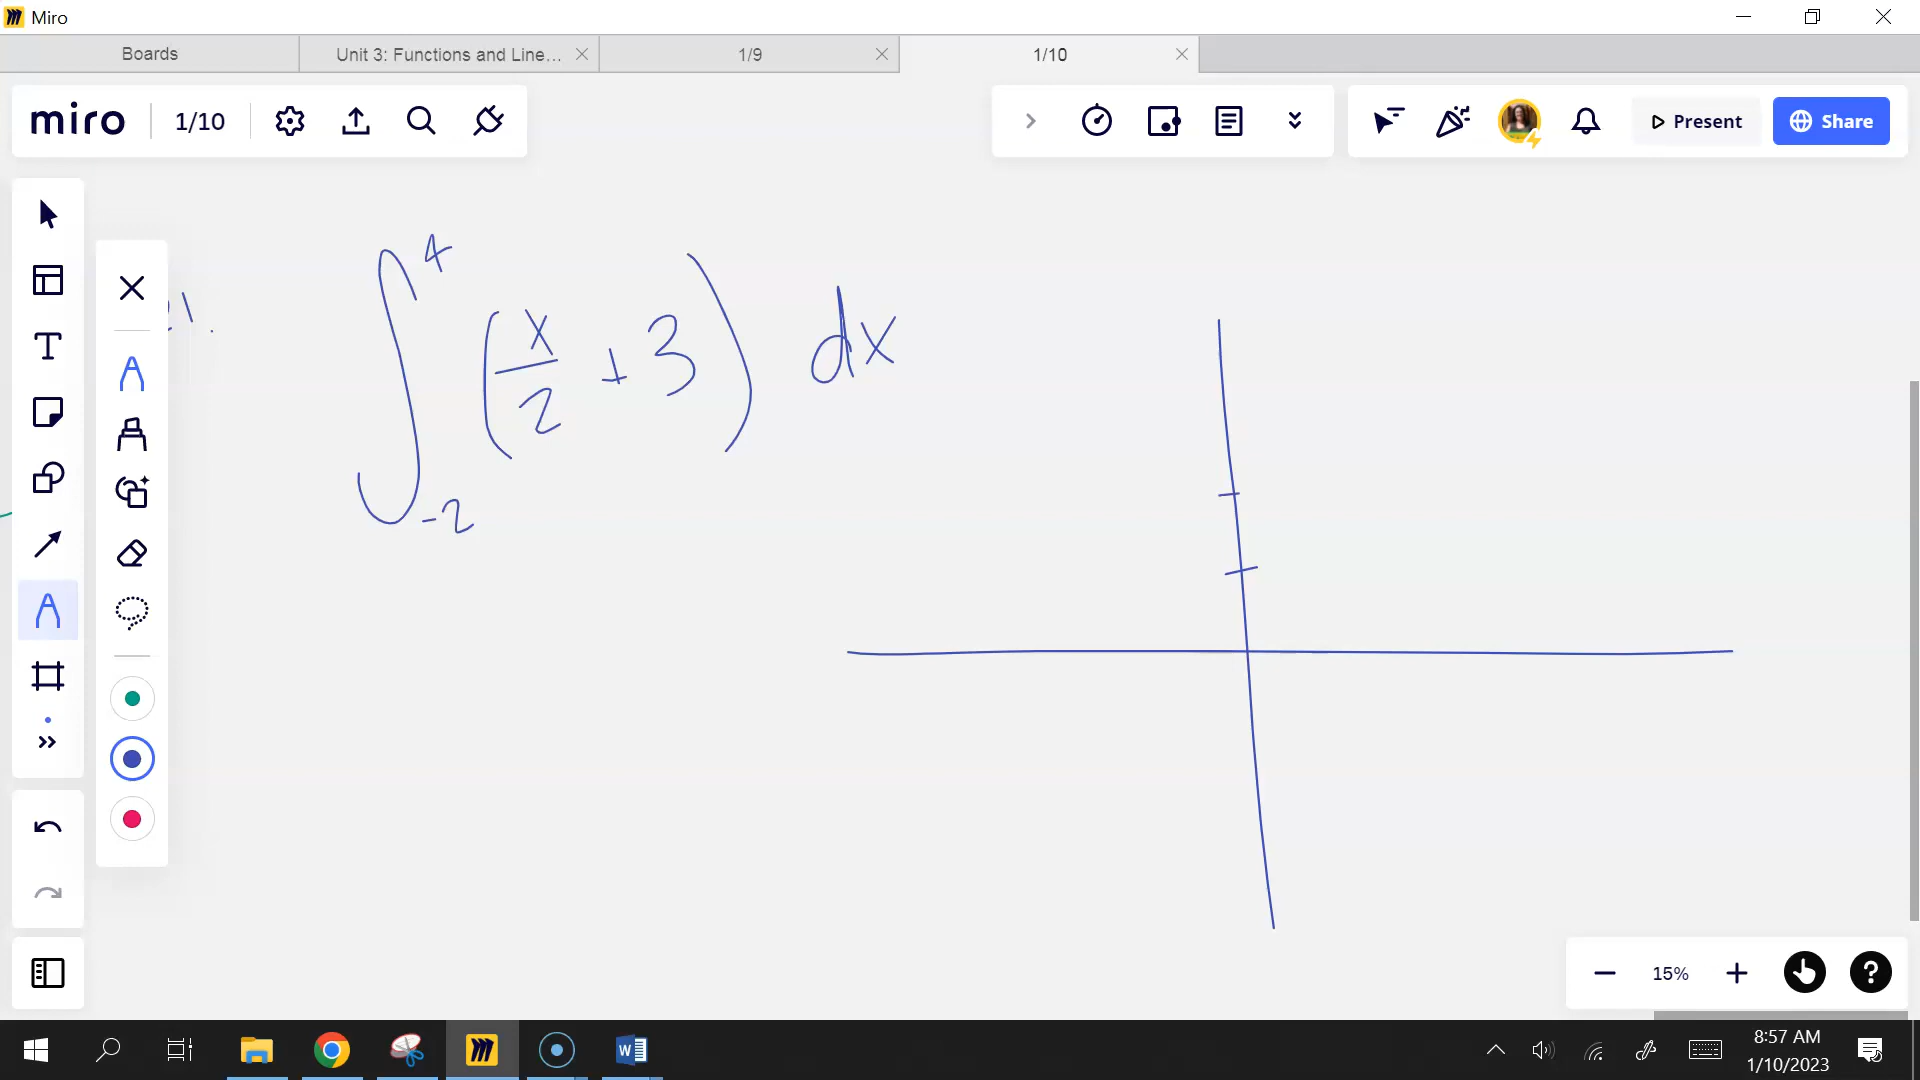 Miro
Boards
Unit 3: Functions and Line...
1/9
1/10
miro
1/10
Present
Share
21.
∫₋₂⁴ (x/2 + 3) dx
15%
8:57 AM
1/10/2023